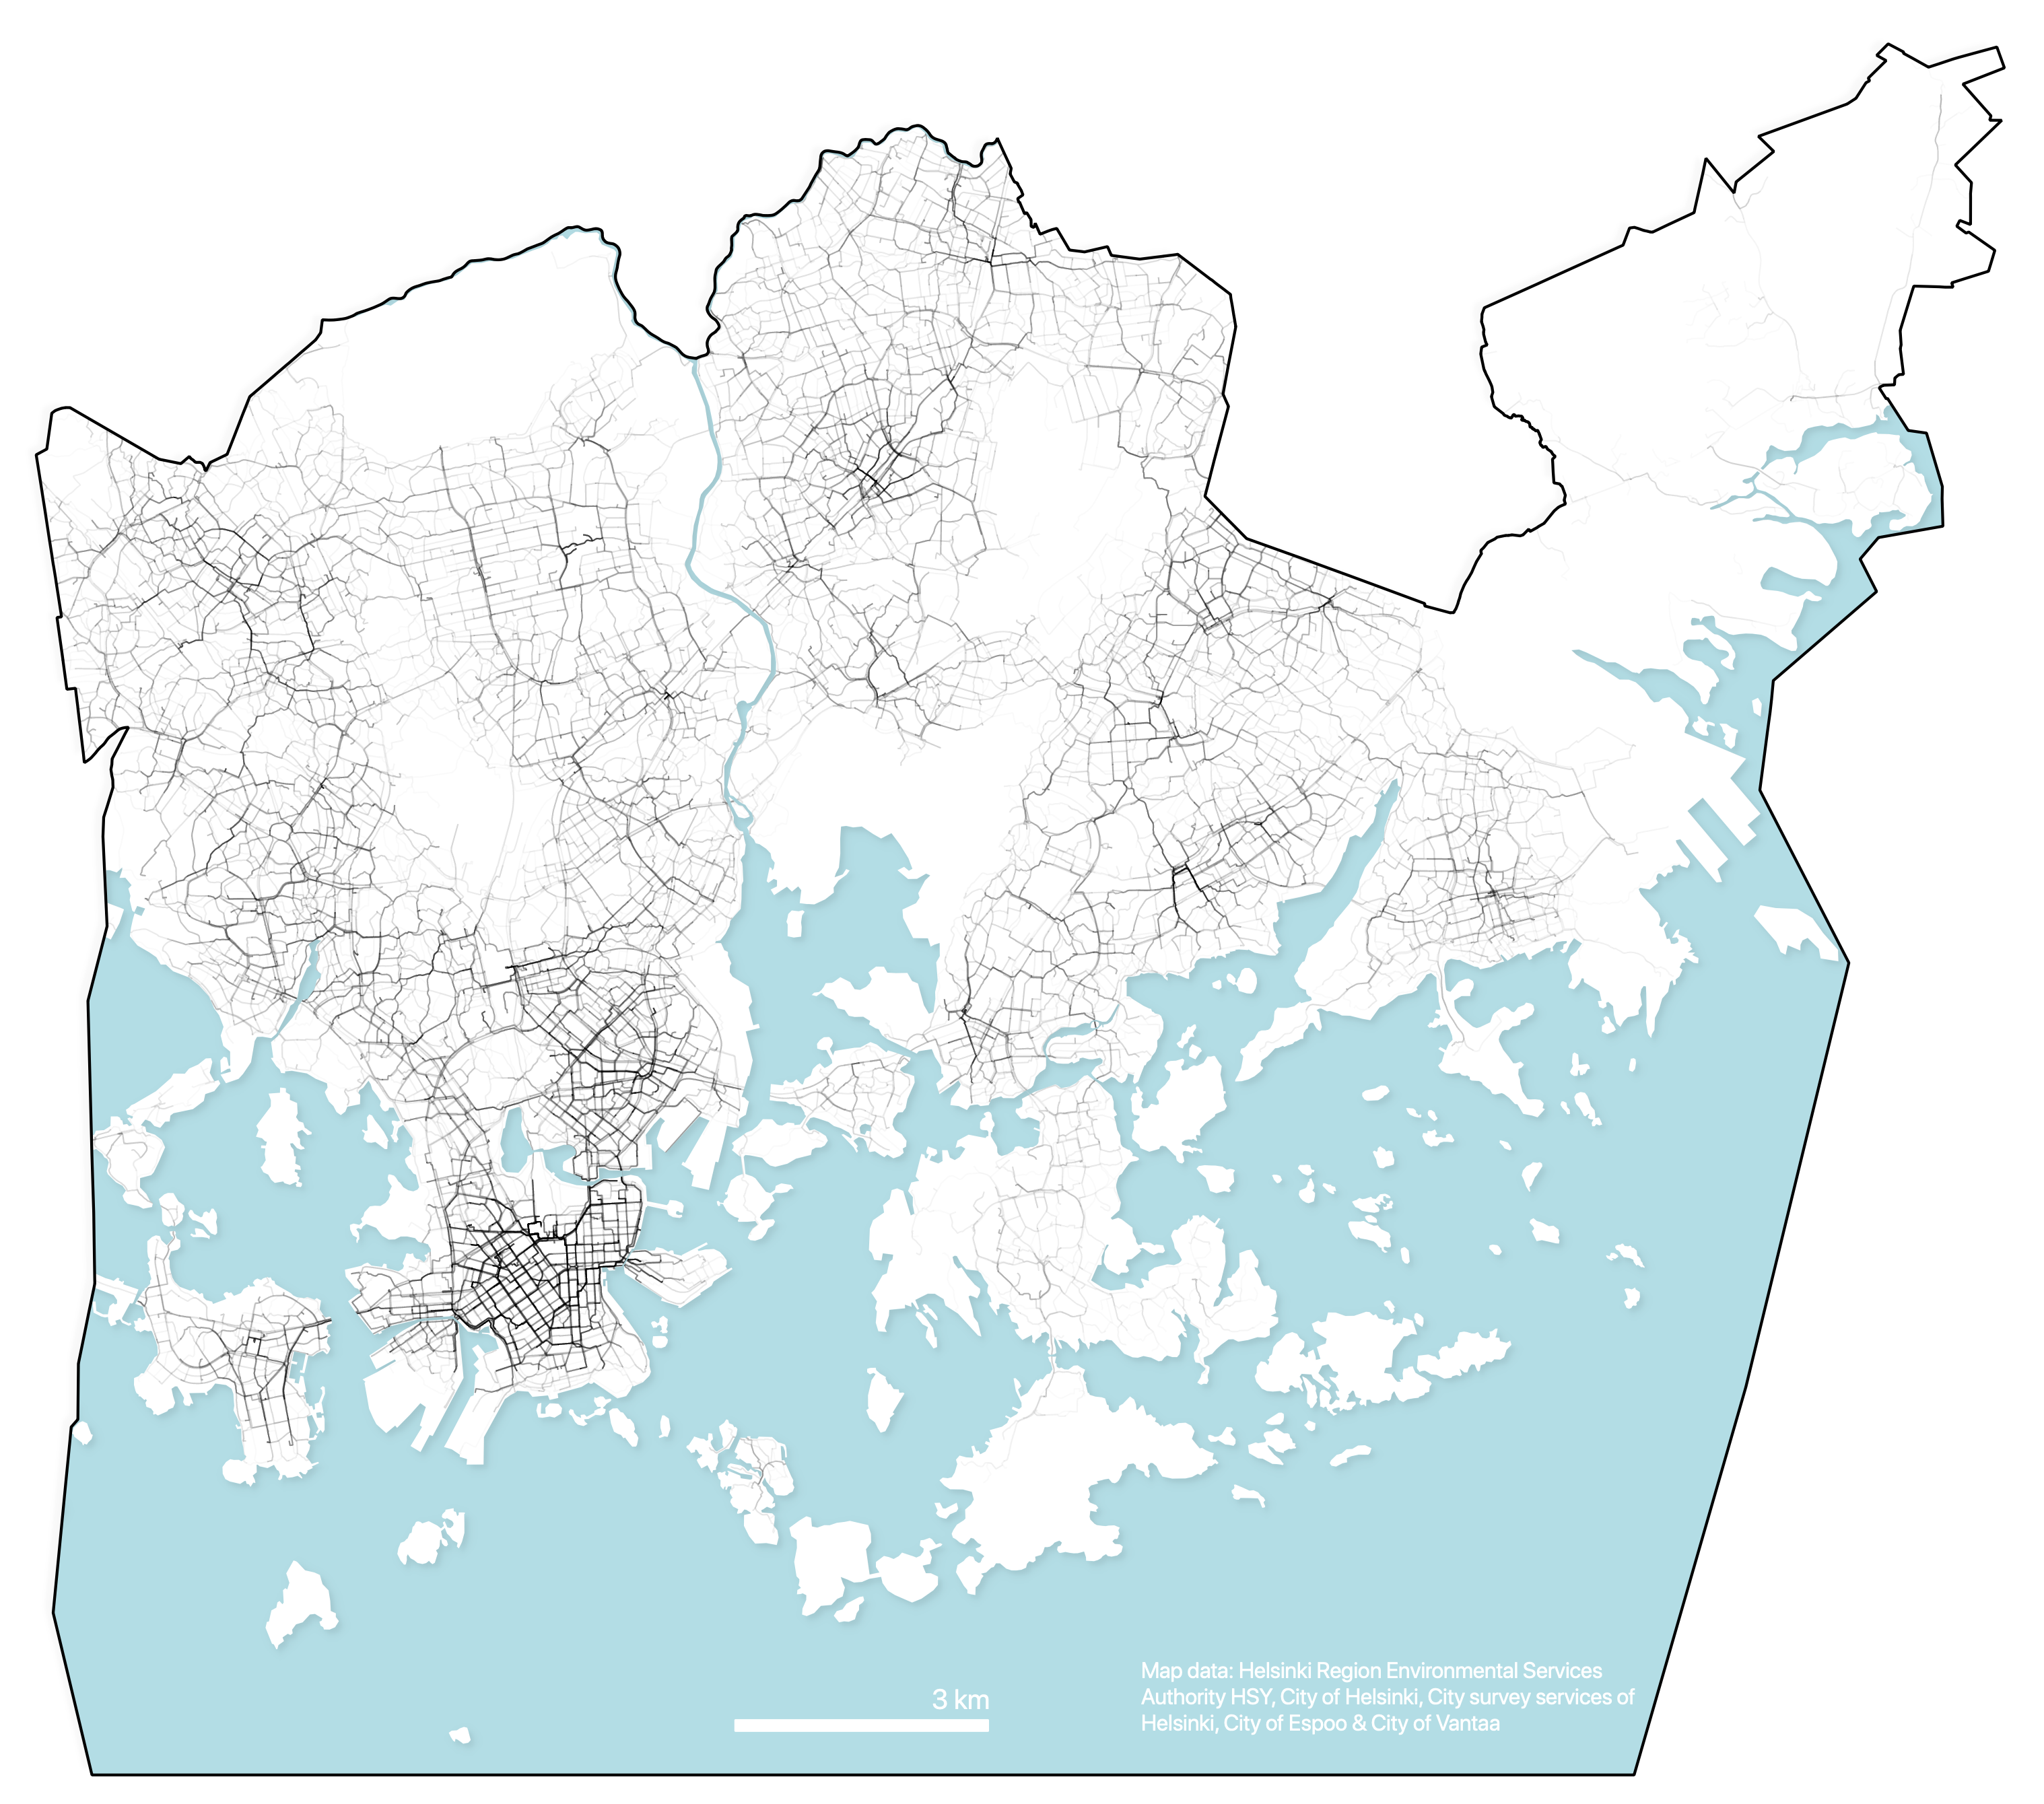 3 km
Map data: Helsinki Region Environmental Services
Authority HSY, City of Helsinki, City survey services of
Helsinki, City of Espoo & City of Vantaa